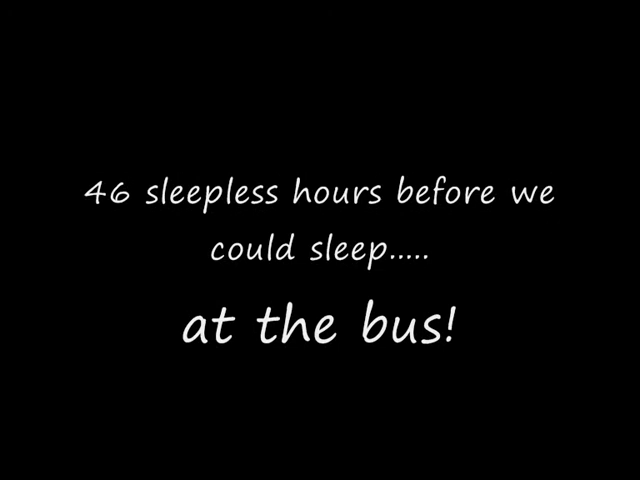 46 sleepless hours before we
could sleep.....
at the bus!